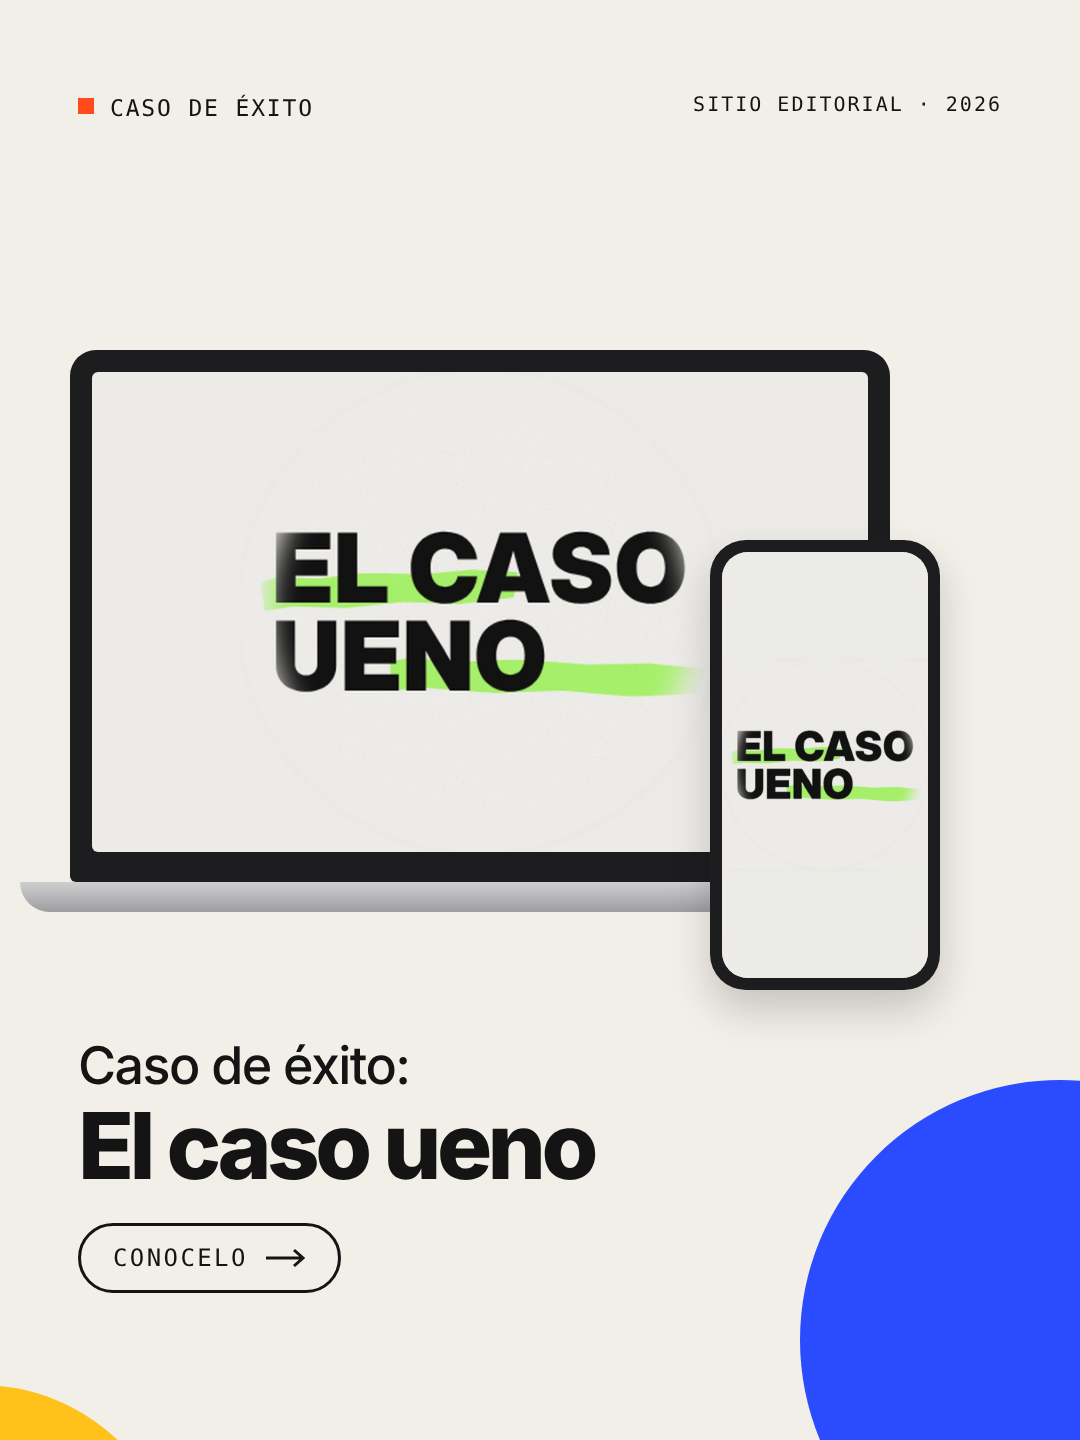 CASO DE ÉXITO
SITIO EDITORIAL · 2026
EL CASO
UENO
EL CASO
UENO
Caso de éxito:
El caso ueno
CONOCELO →